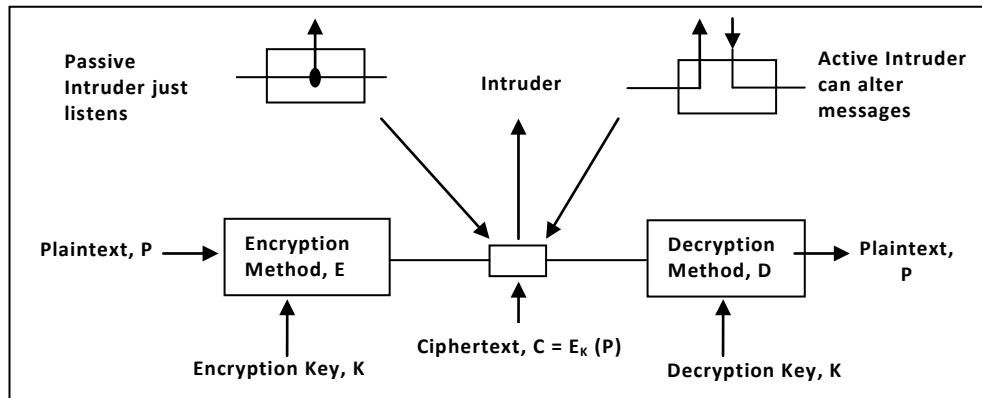 Passive
Intruder just
listens
Intruder
Active Intruder
can alter
messages
Plaintext, P
Encryption
Method, E
Decryption
Method, D
Plaintext,
P
Ciphertext, C = Eₖ (P)
Encryption Key, K
Decryption Key, K